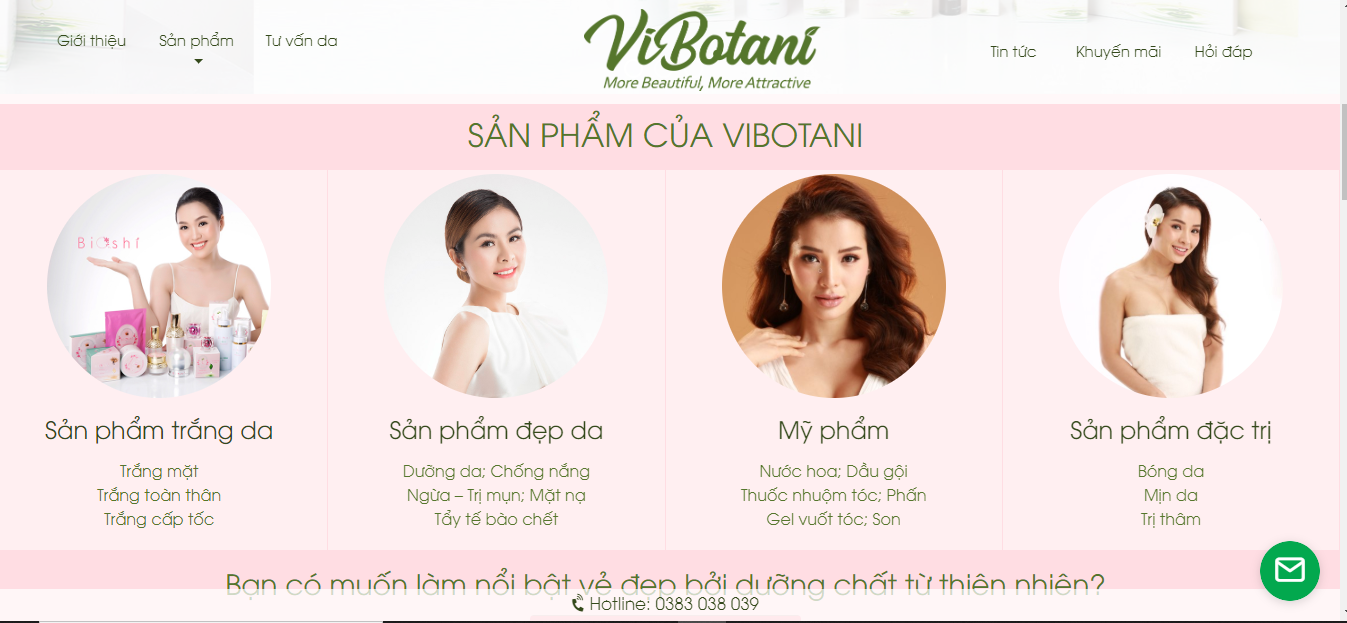 Giới thiệu Sản phẩm Tư vấn da
ViBotani
More Beautiful, More Attractive
Tin tức Khuyến mãi Hỏi đáp
SẢN PHẨM CỦA VIBOTANI
Bioshi
Sản phẩm trắng da
Trắng mặt
Trắng toàn thân
Trắng cấp tốc
Sản phẩm đẹp da
Dưỡng da; Chống nắng
Ngừa – Trị mụn; Mặt nạ
Tẩy tế bào chết
Mỹ phẩm
Nước hoa; Dầu gội
Thuốc nhuộm tóc; Phấn
Gel vuốt tóc; Son
Sản phẩm đặc trị
Bóng da
Mịn da
Trị thâm
Bạn có muốn làm nổi bật vẻ đẹp bởi dưỡng chất từ thiên nhiên?
Hotline: 0383 038 039